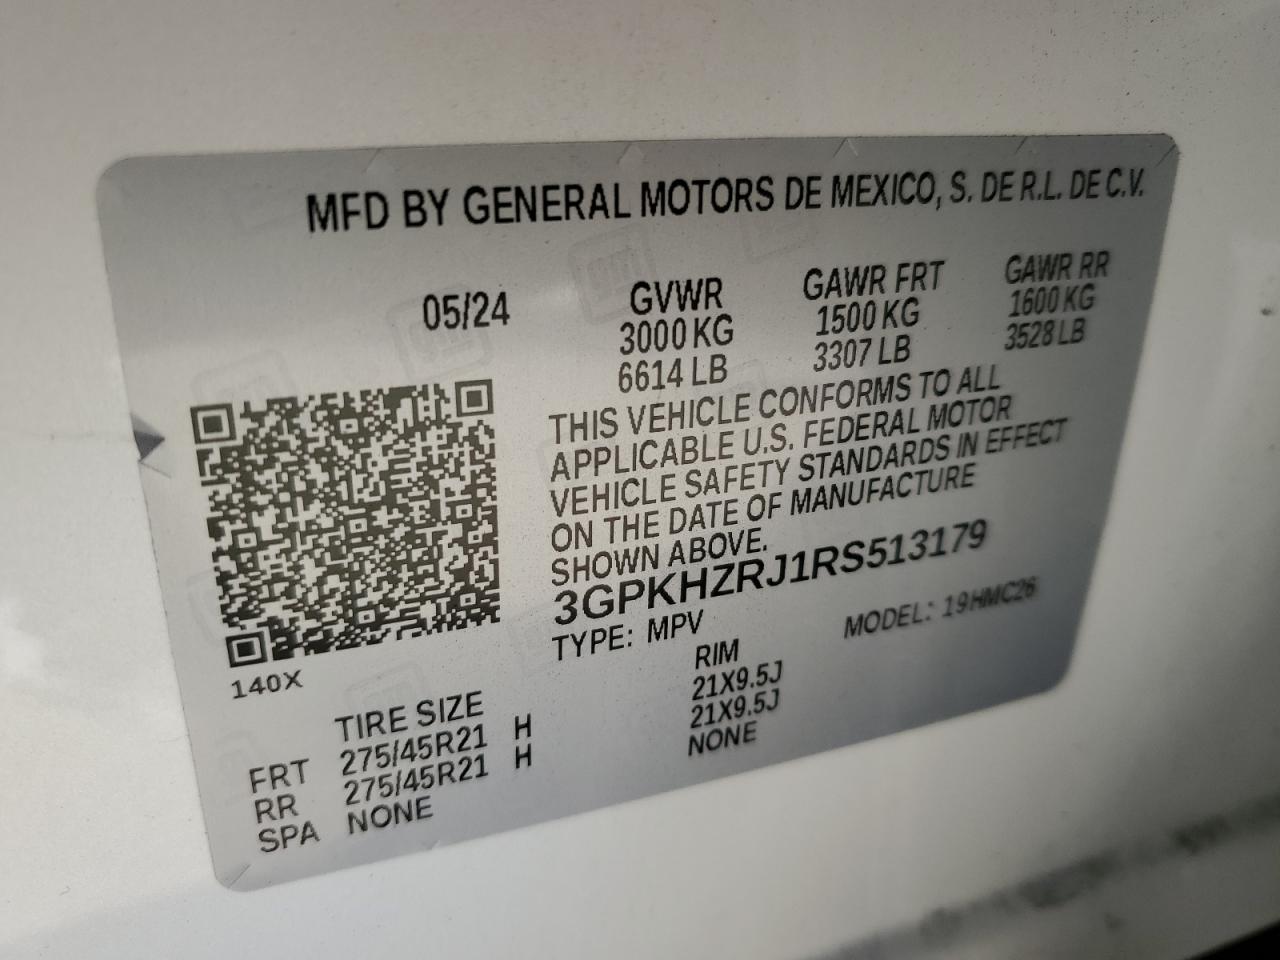 MFD BY GENERAL MOTORS DE MEXICO, S. DE R.L. DE C.V.
05/24 GVWR GAWR FRT GAWR RR
3000 KG 1500 KG 1600 KG
6614 LB 3307 LB 3528 LB
THIS VEHICLE CONFORMS TO ALL
APPLICABLE U.S. FEDERAL MOTOR
VEHICLE SAFETY STANDARDS IN EFFECT
ON THE DATE OF MANUFACTURE
SHOWN ABOVE.
3GPKHZRJ1RS513179
TYPE: MPV MODEL: 19HMC26
140X
TIRE SIZE RIM
FRT 275/45R21 H 21X9.5J
RR 275/45R21 H 21X9.5J
SPA NONE NONE